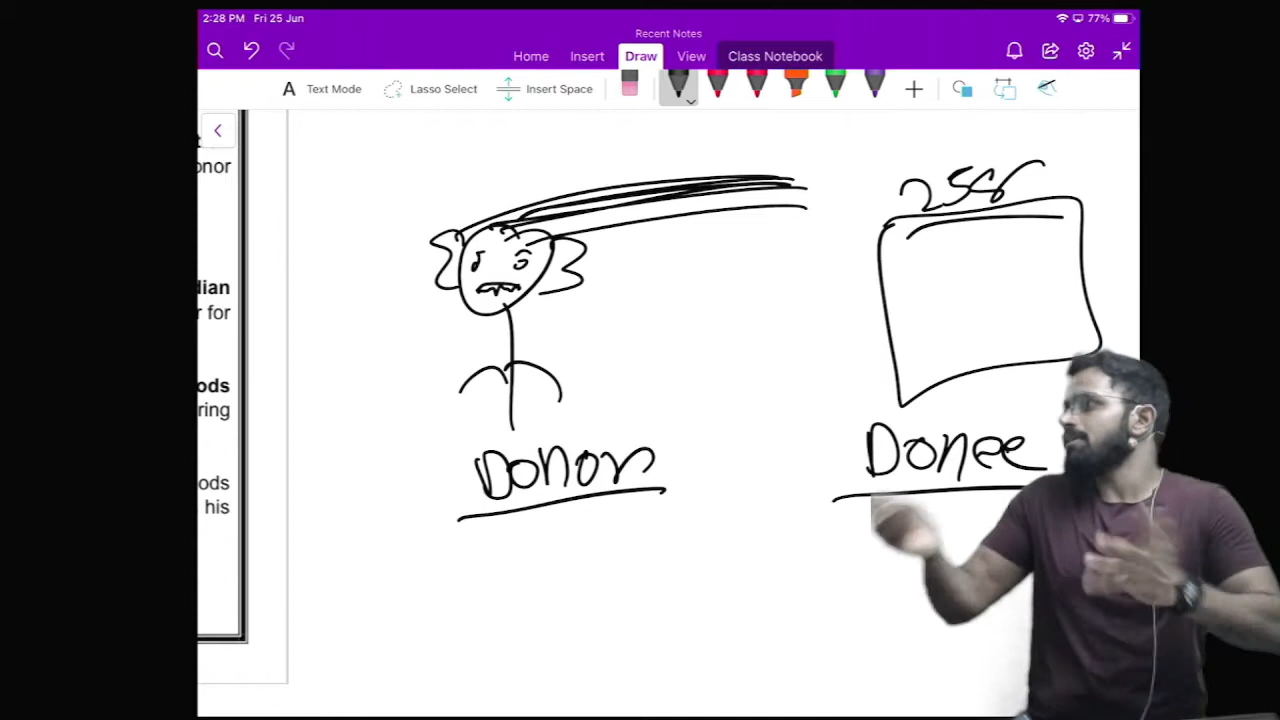 2:28 PM Fri 25 Jun
77%
Recent Notes
Home Insert Draw View Class Notebook
A Text Mode Lasso Select Insert Space
onor
dian
r for
ods
ring
ods
his
Donor
Donee